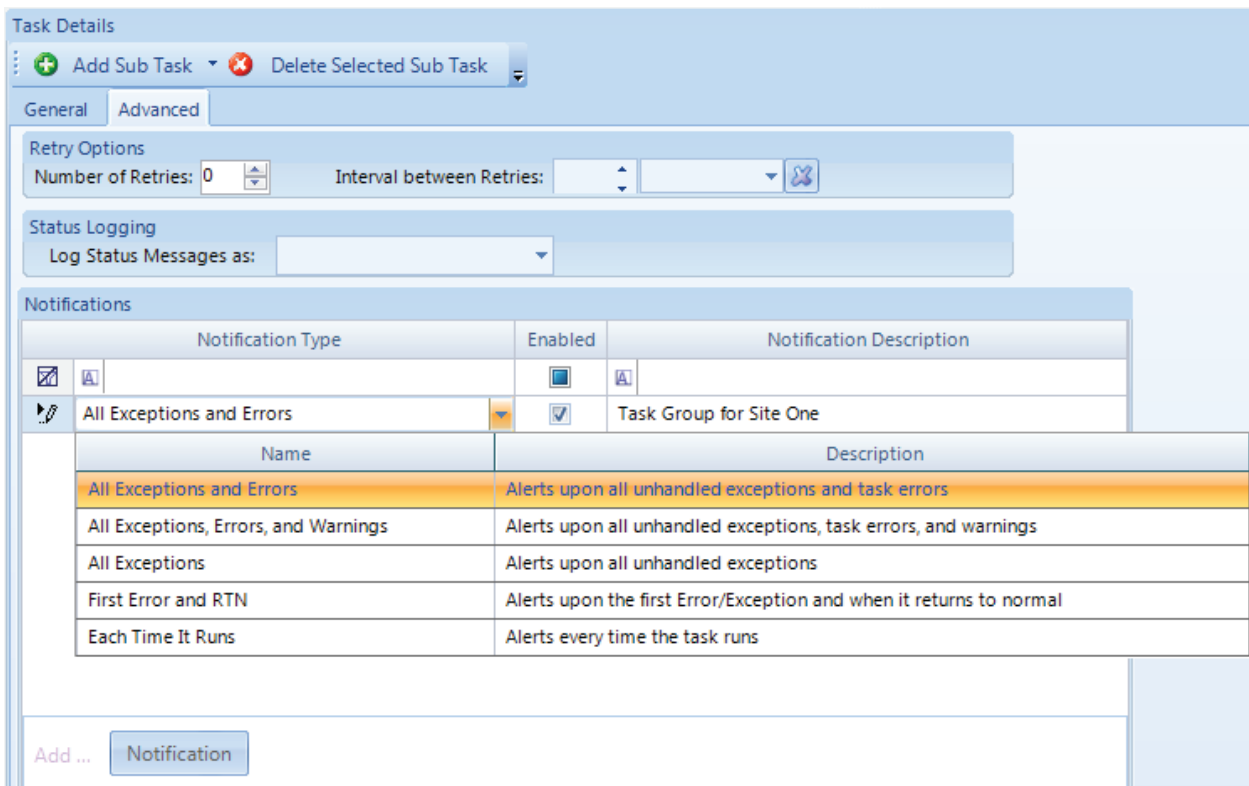 Task Details
Add Sub Task Delete Selected Sub Task
General Advanced
Retry Options
Number of Retries: 0 Interval between Retries:
Status Logging
Log Status Messages as:
Notifications
Notification Type Enabled Notification Description
A A
All Exceptions and Errors Task Group for Site One
Name Description
All Exceptions and Errors Alerts upon all unhandled exceptions and task errors
All Exceptions, Errors, and Warnings Alerts upon all unhandled exceptions, task errors, and warnings
All Exceptions Alerts upon all unhandled exceptions
First Error and RTN Alerts upon the first Error/Exception and when it returns to normal
Each Time It Runs Alerts every time the task runs
Add ... Notification